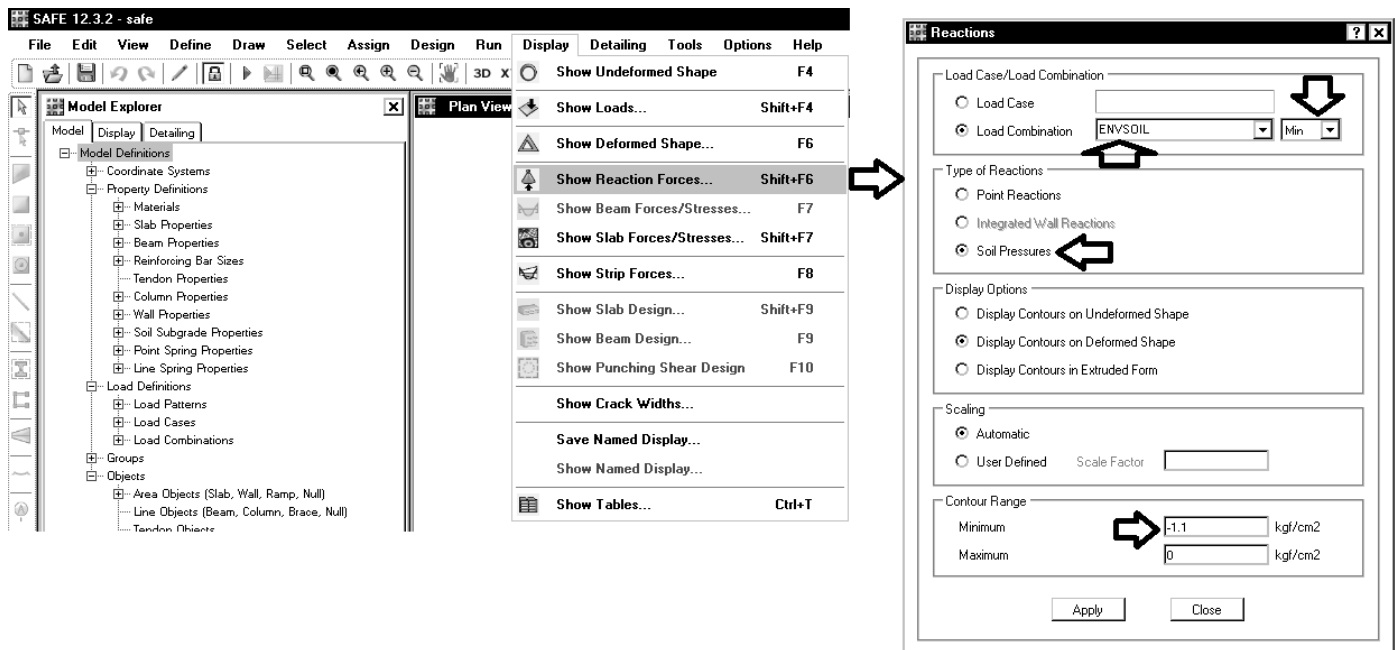 SAFE 12.3.2 - safe
File Edit View Define Draw Select Assign Design Run Display Detailing Tools Options Help
3D X
Model Explorer
Model Display Detailing
Model Definitions
Coordinate Systems
Property Definitions
Materials
Slab Properties
Beam Properties
Reinforcing Bar Sizes
Tendon Properties
Column Properties
Wall Properties
Soil Subgrade Properties
Point Spring Properties
Line Spring Properties
Load Definitions
Load Patterns
Load Cases
Load Combinations
Groups
Objects
Area Objects (Slab, Wall, Ramp, Null)
Line Objects (Beam, Column, Brace, Null)
Tendon Objects
Plan View
Show Undeformed Shape F4
Show Loads... Shift+F4
Show Deformed Shape... F6
Show Reaction Forces... Shift+F6
Show Beam Forces/Stresses... F7
Show Slab Forces/Stresses... Shift+F7
Show Strip Forces... F8
Show Slab Design... Shift+F9
Show Beam Design... F9
Show Punching Shear Design F10
Show Crack Widths...
Save Named Display...
Show Named Display...
Show Tables... Ctrl+T
Reactions
Load Case/Load Combination
Load Case
Load Combination ENVSOIL Min
Type of Reactions
Point Reactions
Integrated Wall Reactions
Soil Pressures
Display Options
Display Contours on Undeformed Shape
Display Contours on Deformed Shape
Display Contours in Extruded Form
Scaling
Automatic
User Defined Scale Factor
Contour Range
Minimum -1.1 kgf/cm2
Maximum 0 kgf/cm2
Apply Close